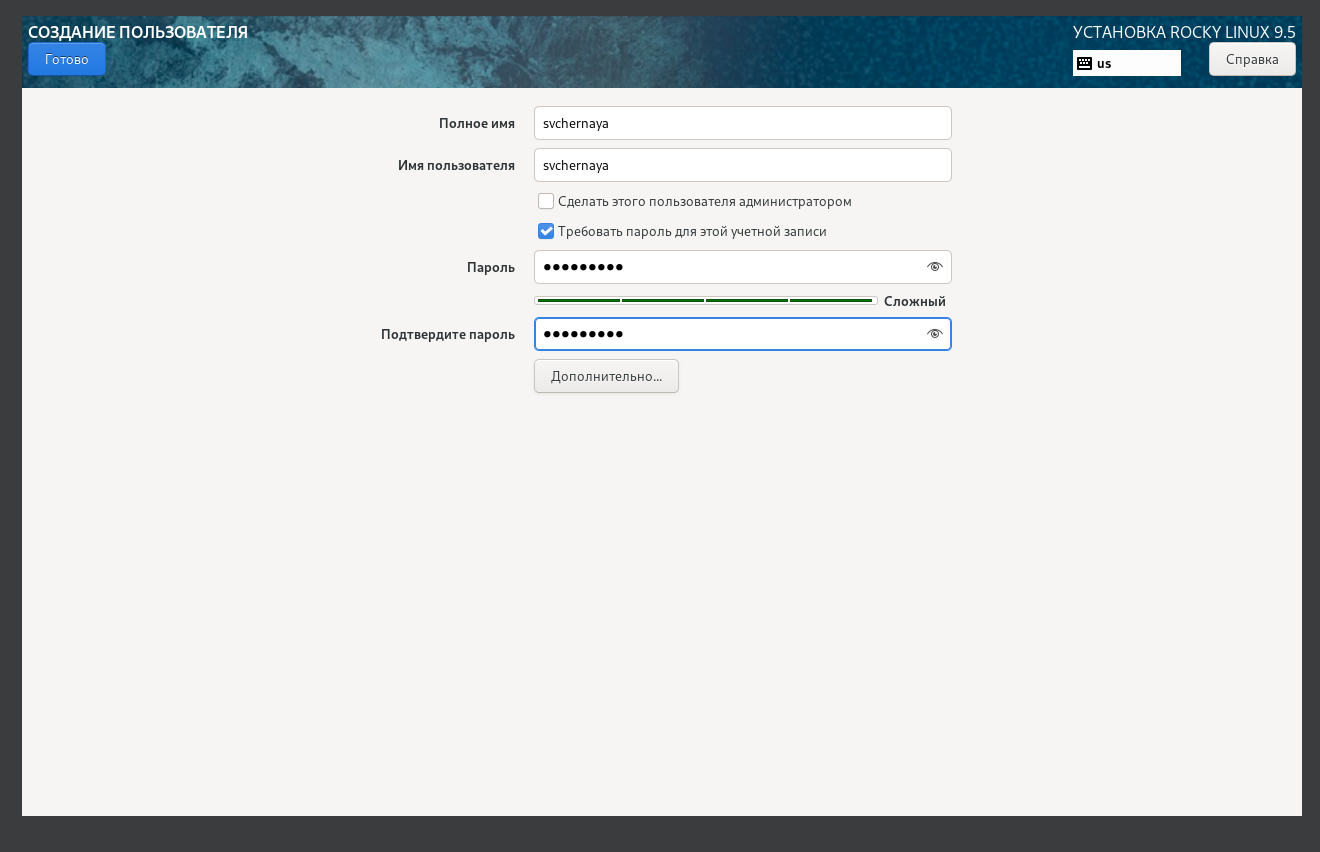 СОЗДАНИЕ ПОЛЬЗОВАТЕЛЯ
УСТАНОВКА ROCKY LINUX 9.5
Готово
us
Справка
Полное имя
svchernaya
Имя пользователя
svchernaya
Сделать этого пользователя администратором
Требовать пароль для этой учетной записи
Пароль
●●●●●●●●●
Сложный
Подтвердите пароль
●●●●●●●●●
Дополнительно...